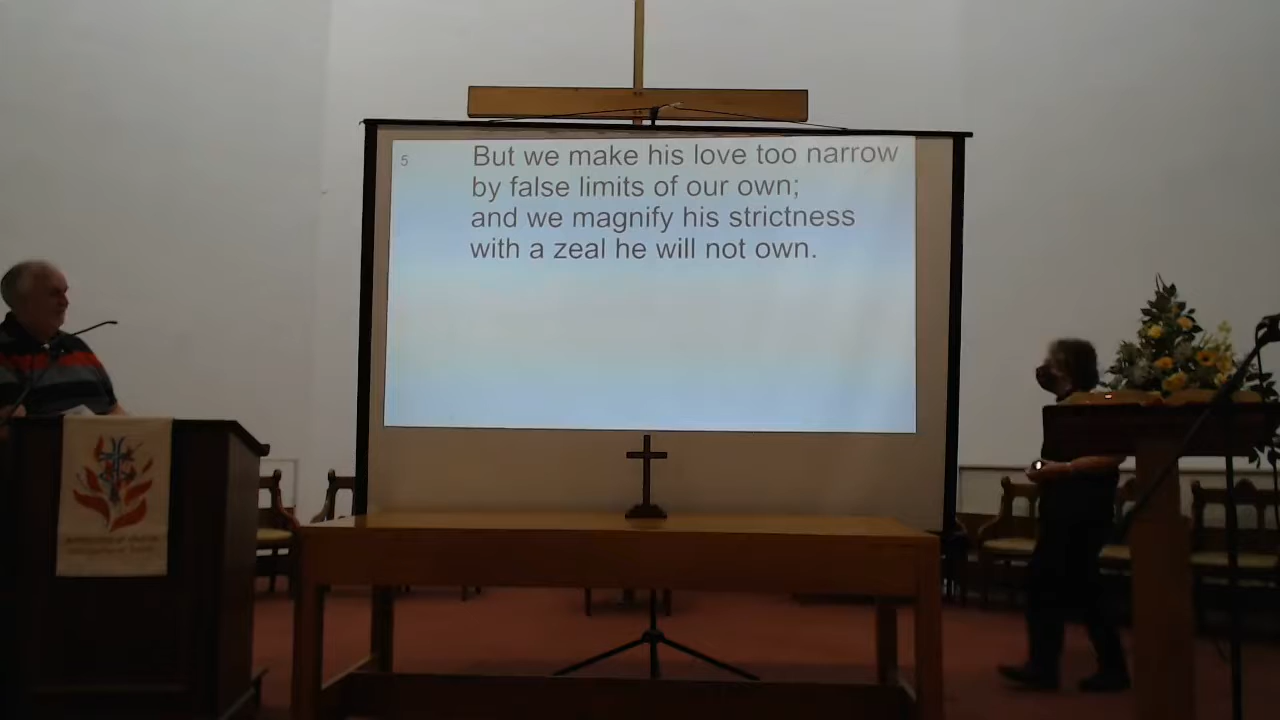 5
But we make his love too narrow
by false limits of our own;
and we magnify his strictness
with a zeal he will not own.